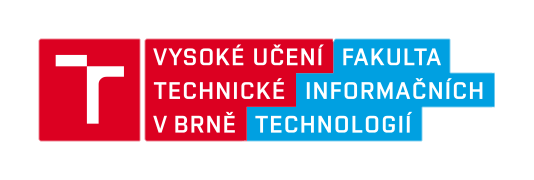 VYSOKÉ UČENÍ FAKULTA
TECHNICKÉ INFORMAČNÍCH
V BRNĚ TECHNOLOGIÍ